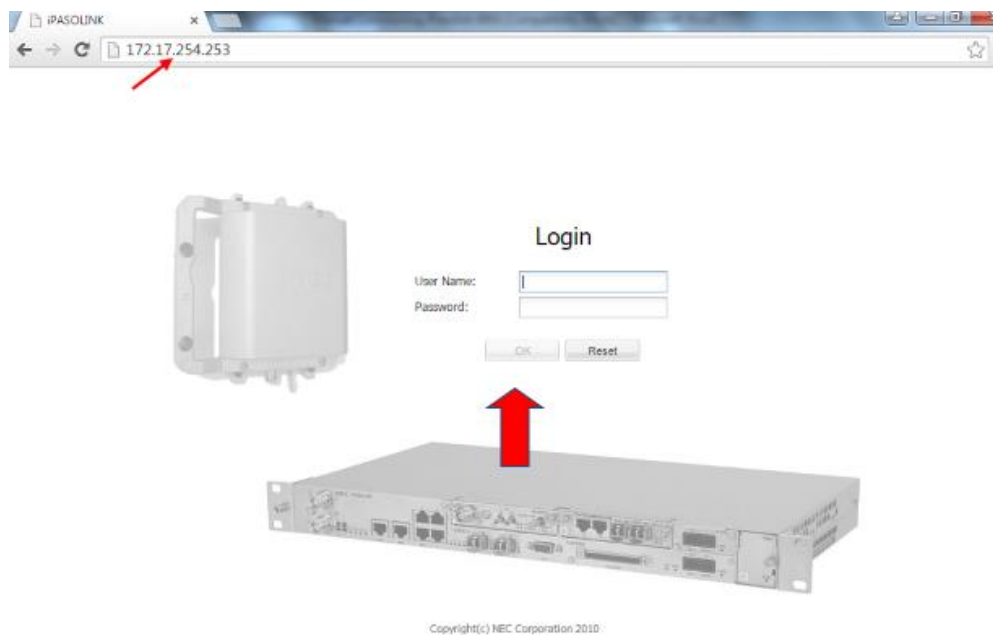 iPASOLINK
172.17.254.253
Login
User Name:
Password:
OK Reset
Copyright(c) NEC Corporation 2010